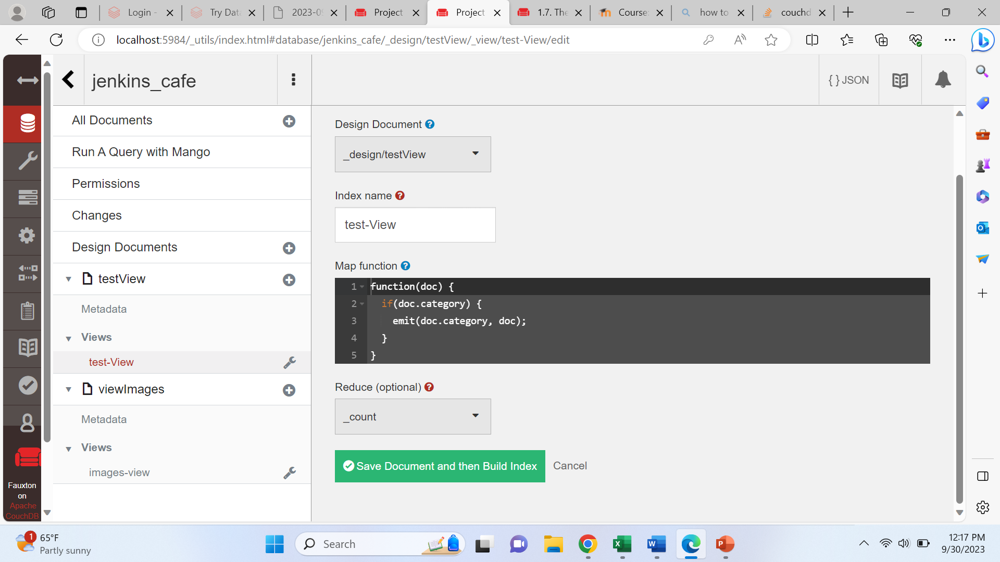 Login -
Try Data
2023-09
Project
Project
1.7. The
Course:
how to
couchd
localhost:5984/_utils/index.html#database/jenkins_cafe/_design/testView/_view/test-View/edit
jenkins_cafe
{ } JSON
All Documents
Run A Query with Mango
Permissions
Changes
Design Documents
testView
Metadata
Views
test-View
viewImages
Metadata
Views
images-view
Fauxton
on
Apache
CouchDB
Design Document
_design/testView
Index name
test-View
Map function
1 function(doc) {
2 if(doc.category) {
3 emit(doc.category, doc);
4 }
5 }
Reduce (optional)
_count
Save Document and then Build Index
Cancel
1
65°F
Partly sunny
Search
12:17 PM
9/30/2023